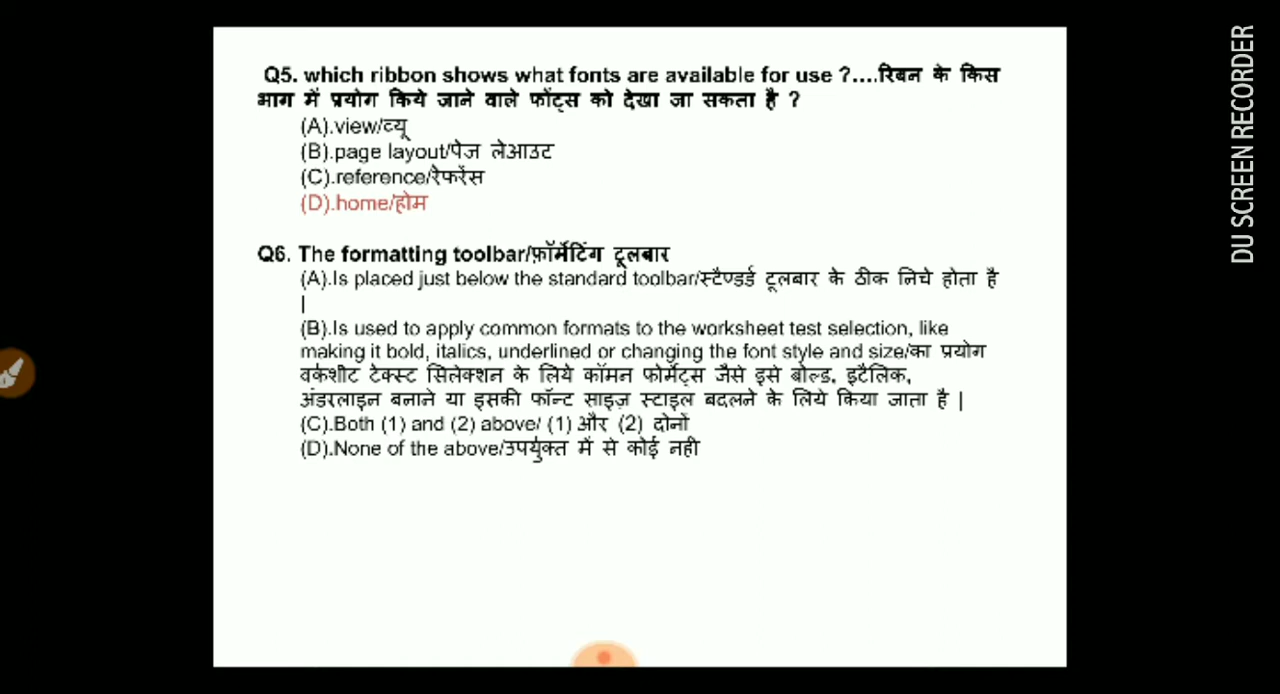 Q5. which ribbon shows what fonts are available for use ?....रिबन के किस
भाग में प्रयोग किये जाने वाले फोंट्स को देखा जा सकता है ?
(A).view/व्यू
(B).page layout/पेज लेआउट
(C).reference/रेफरेंस
(D).home/होम
Q6. The formatting toolbar/फ़ॉर्मेटिंग टूलबार
(A).Is placed just below the standard toolbar/स्टैण्डर्ड टूलबार के ठीक निचे होता है
|
(B).Is used to apply common formats to the worksheet test selection, like
making it bold, italics, underlined or changing the font style and size/का प्रयोग
वर्कशीट टेक्स्ट सिलेक्शन के लिये कॉमन फोर्मेट्स जैसे इसे बोल्ड, इटैलिक,
अंडरलाइन बनाने या इसकी फॉन्ट साइज़ स्टाइल बदलने के लिये किया जाता है |
(C).Both (1) and (2) above/ (1) और (2) दोनों
(D).None of the above/उपर्युक्त में से कोई नही
DU SCREEN RECORDER